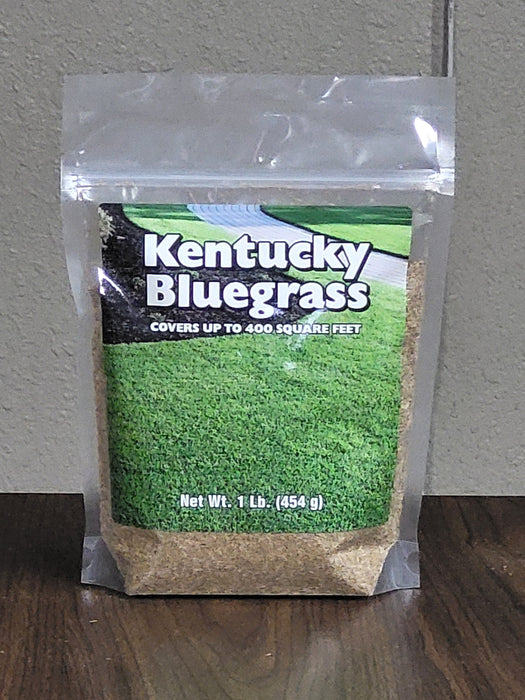 Kentucky
Bluegrass
COVERS UP TO 400 SQUARE FEET
Net Wt. 1 Lb. (454 g)